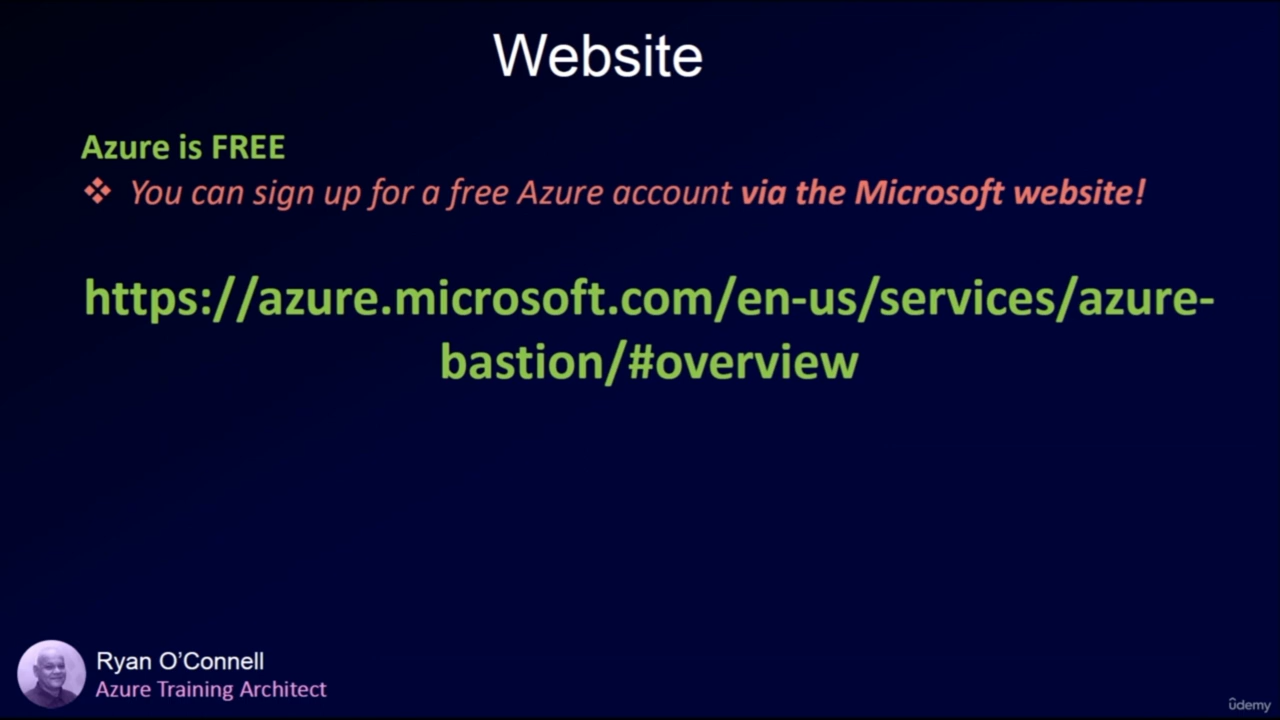 Website
Azure is FREE
❖ You can sign up for a free Azure account via the Microsoft website!
https://azure.microsoft.com/en-us/services/azure-
bastion/#overview
Ryan O’Connell
Azure Training Architect
ûdemy